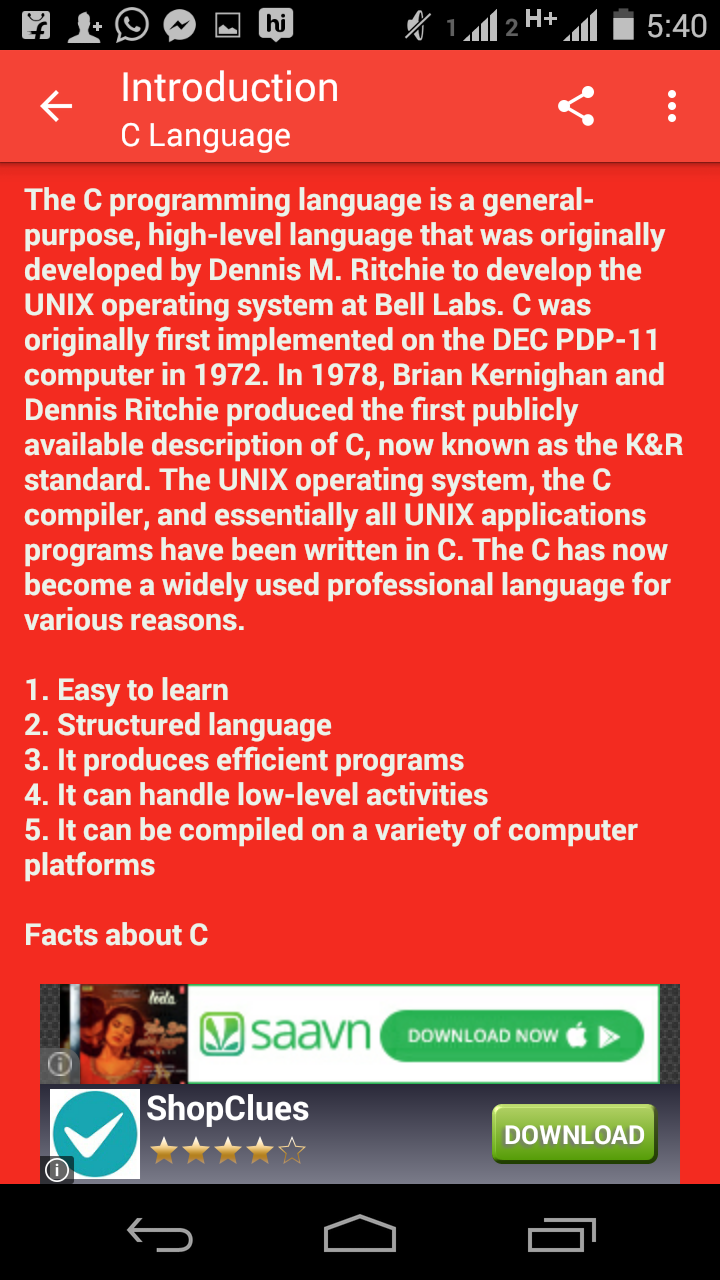 hi
1
2 H+
5:40
Introduction
C Language
The C programming language is a general-
purpose, high-level language that was originally
developed by Dennis M. Ritchie to develop the
UNIX operating system at Bell Labs. C was
originally first implemented on the DEC PDP-11
computer in 1972. In 1978, Brian Kernighan and
Dennis Ritchie produced the first publicly
available description of C, now known as the K&R
standard. The UNIX operating system, the C
compiler, and essentially all UNIX applications
programs have been written in C. The C has now
become a widely used professional language for
various reasons.
1. Easy to learn
2. Structured language
3. It produces efficient programs
4. It can handle low-level activities
5. It can be compiled on a variety of computer
platforms
Facts about C
leela
saavn
DOWNLOAD NOW
ShopClues
DOWNLOAD